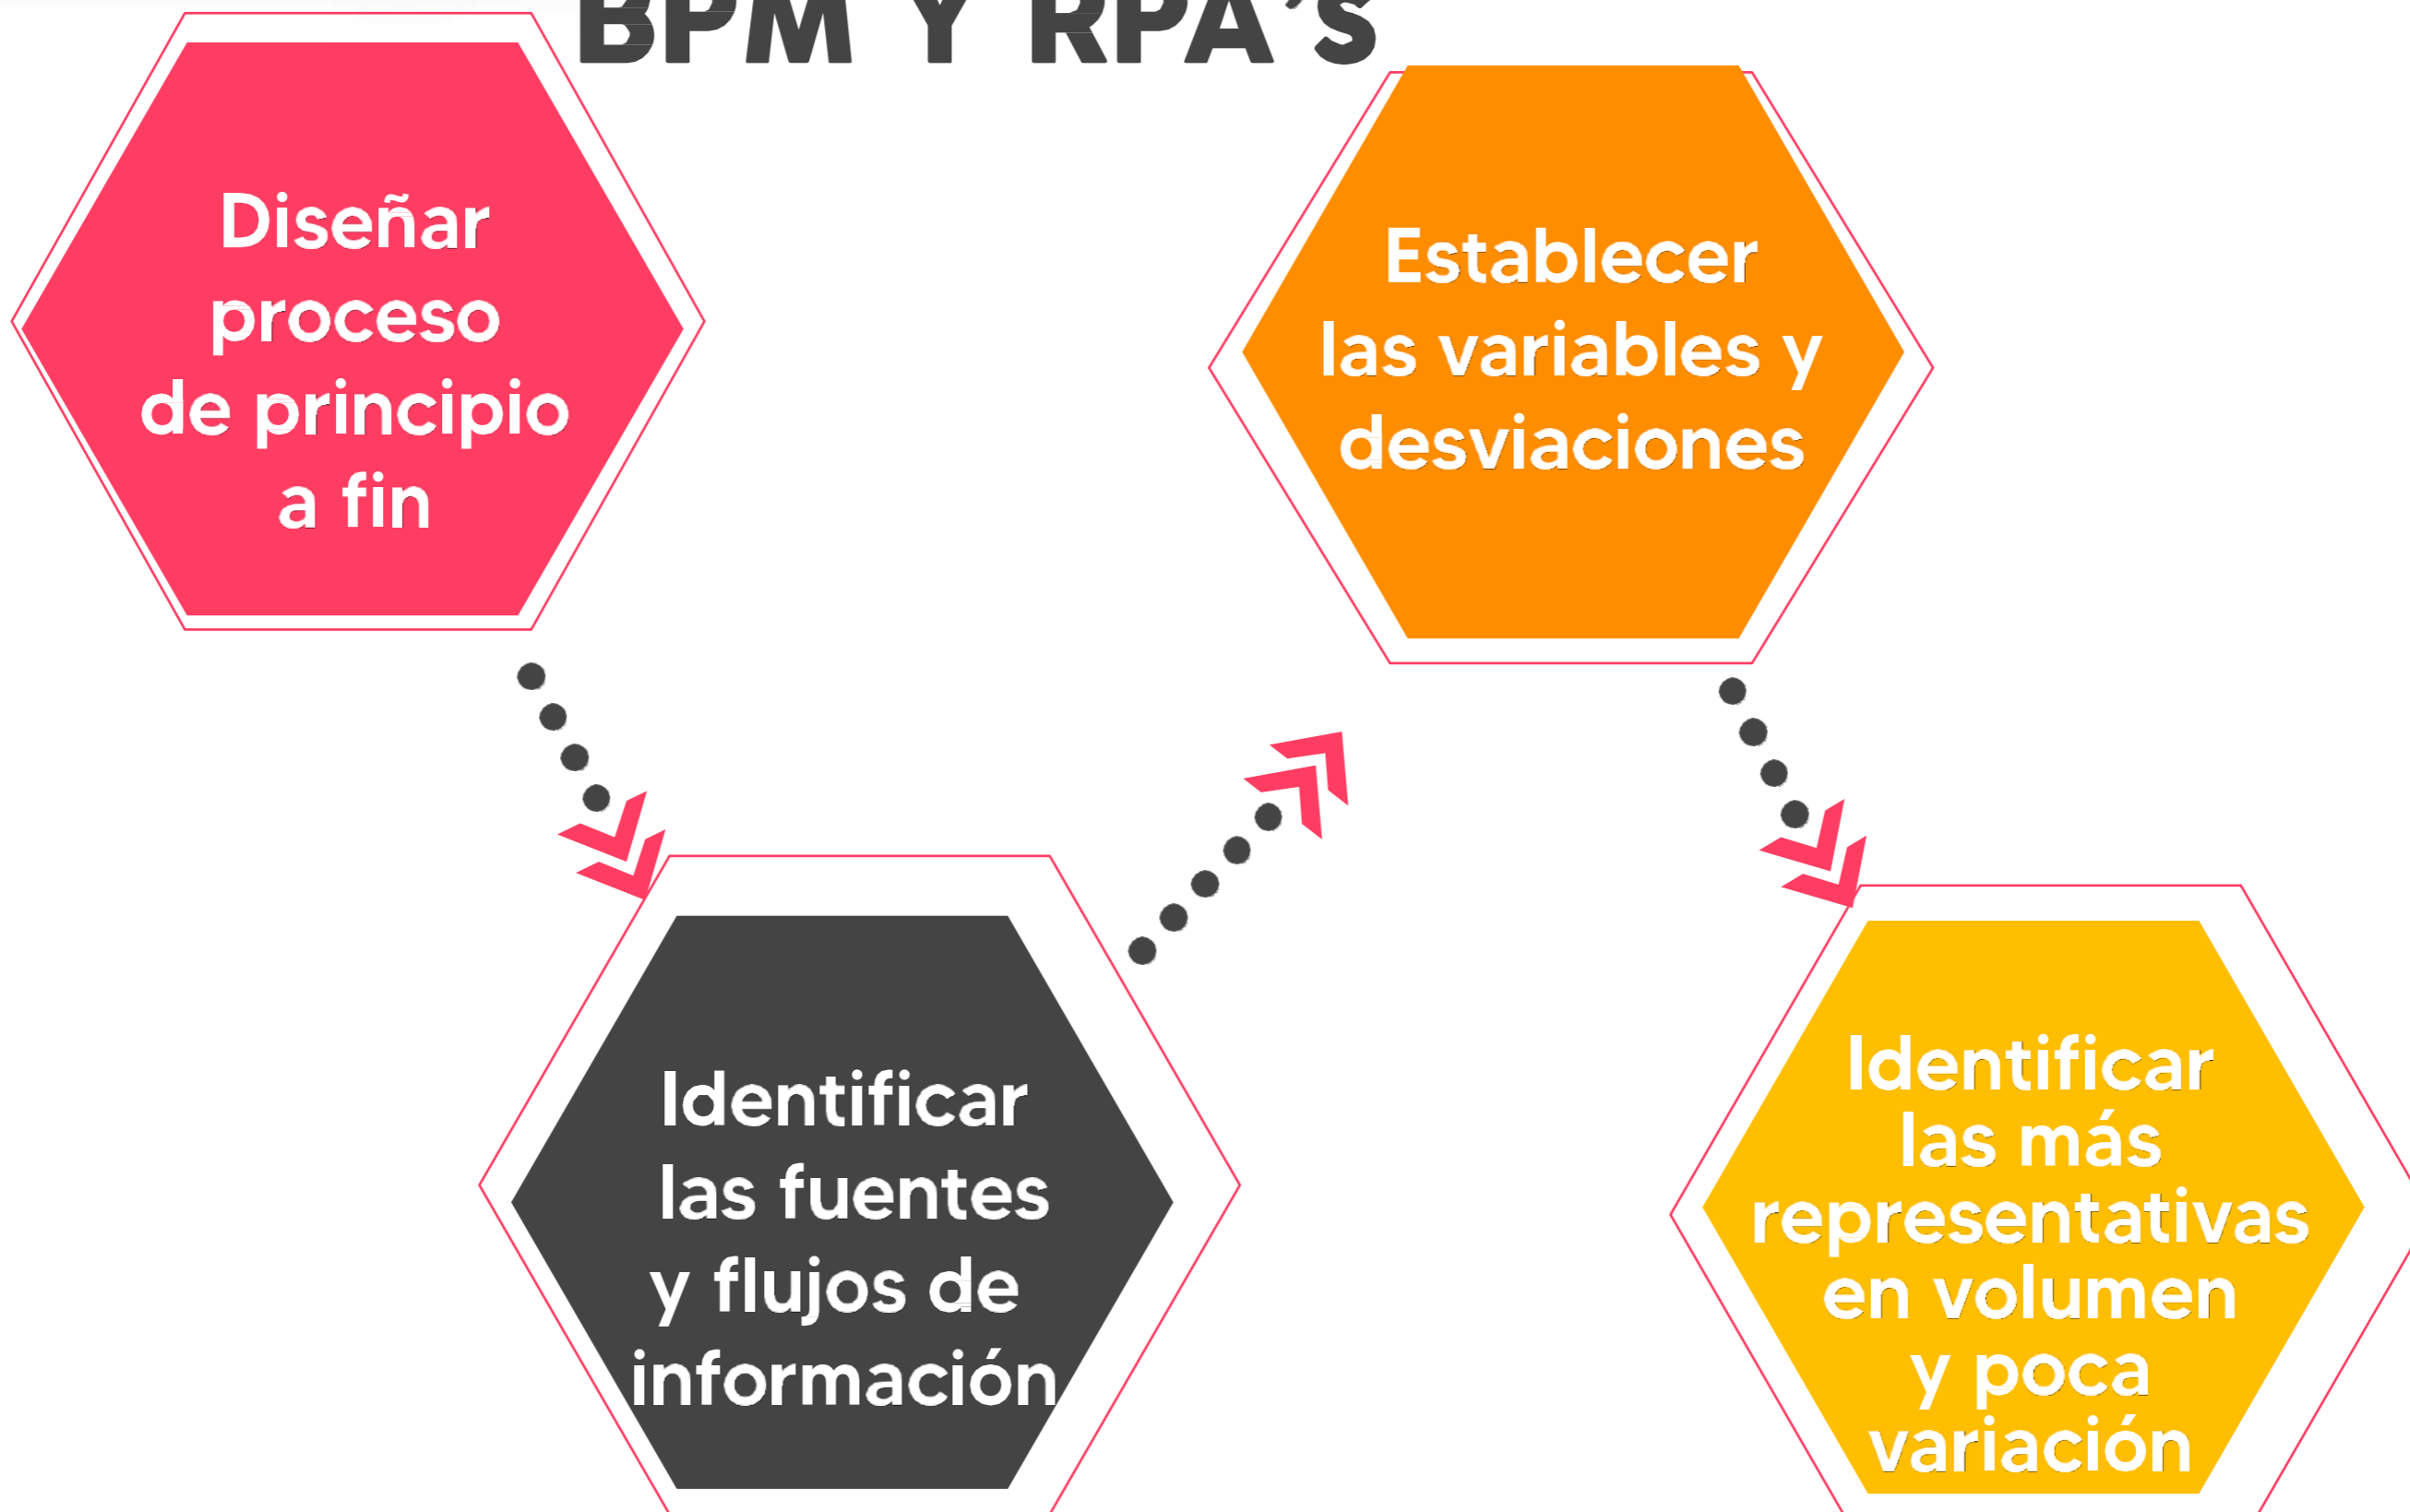 BPM Y RPA'S
Diseñar
proceso
de principio
a fin
Identificar
las fuentes
y flujos de
información
Establecer
las variables y
desviaciones
Identificar
las más
representativas
en volumen
y poca
variación